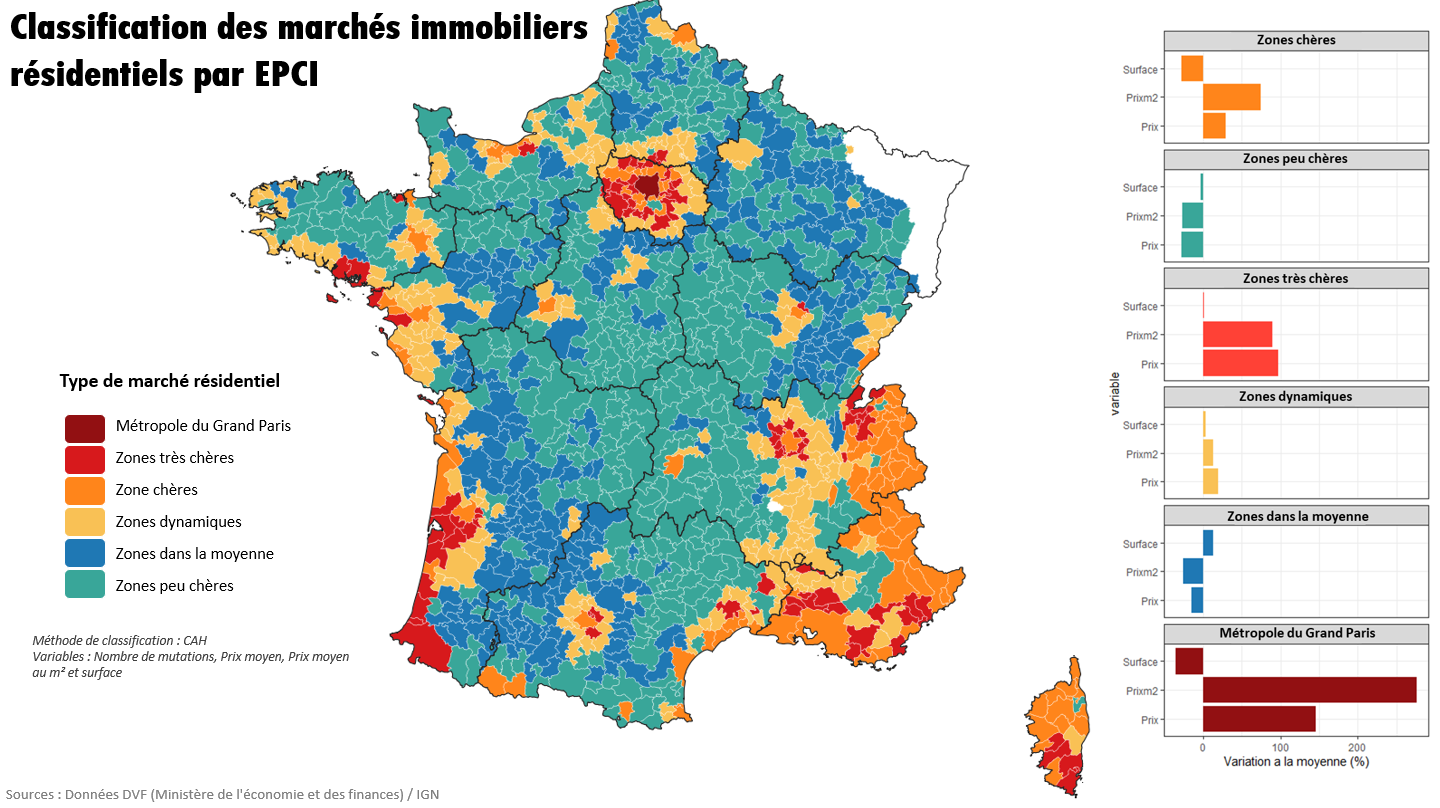 Classification des marchés immobiliers
résidentiels par EPCI
Type de marché résidentiel
Métropole du Grand Paris
Zones très chères
Zone chères
Zones dynamiques
Zones dans la moyenne
Zones peu chères
Méthode de classification : CAH
Variables : Nombre de mutations, Prix moyen, Prix moyen
au m² et surface
Sources : Données DVF (Ministère de l'économie et des finances) / IGN
variable
Zones chères
Surface
Prixm2
Prix
Zones peu chères
Surface
Prixm2
Prix
Zones très chères
Surface
Prixm2
Prix
Zones dynamiques
Surface
Prixm2
Prix
Zones dans la moyenne
Surface
Prixm2
Prix
Métropole du Grand Paris
Surface
Prixm2
Prix
0 100 200
Variation a la moyenne (%)